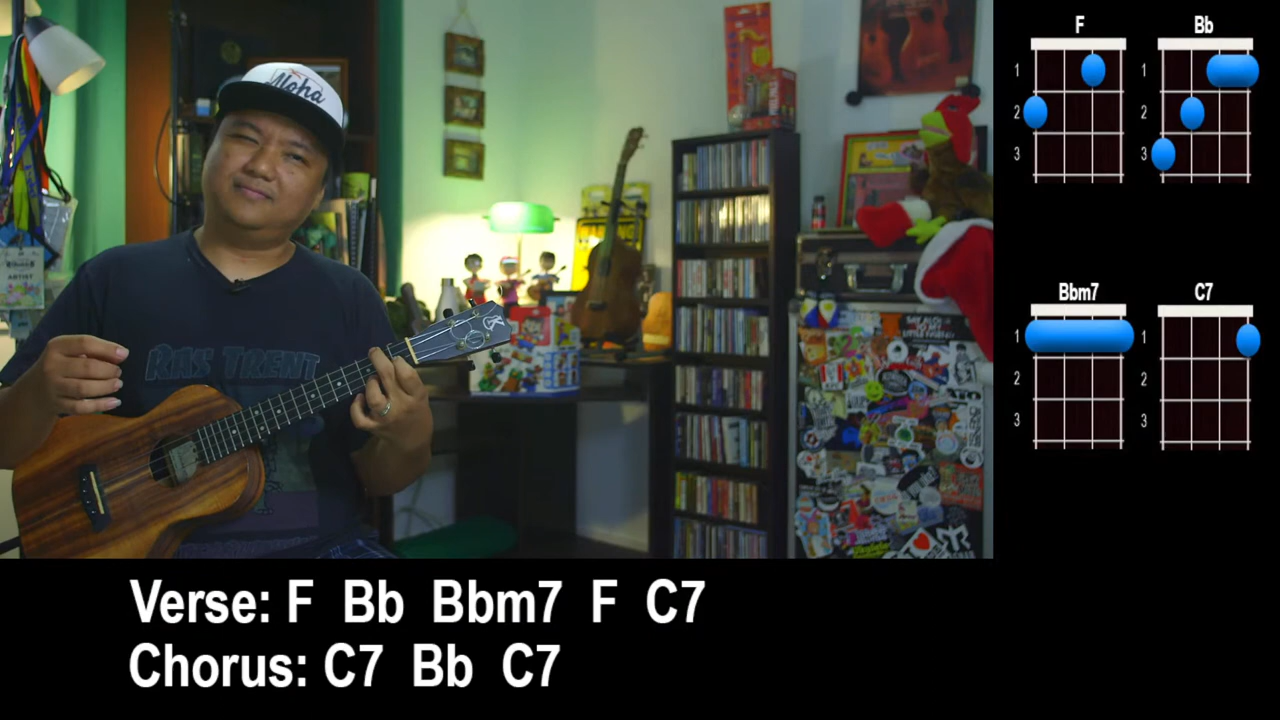 F Bb
1 1
2 2
3 3
Bbm7 C7
1 1
2 2
3 3
Aloha
RAS TRENT
ARTIST
Verse: F Bb Bbm7 F C7
Chorus: C7 Bb C7